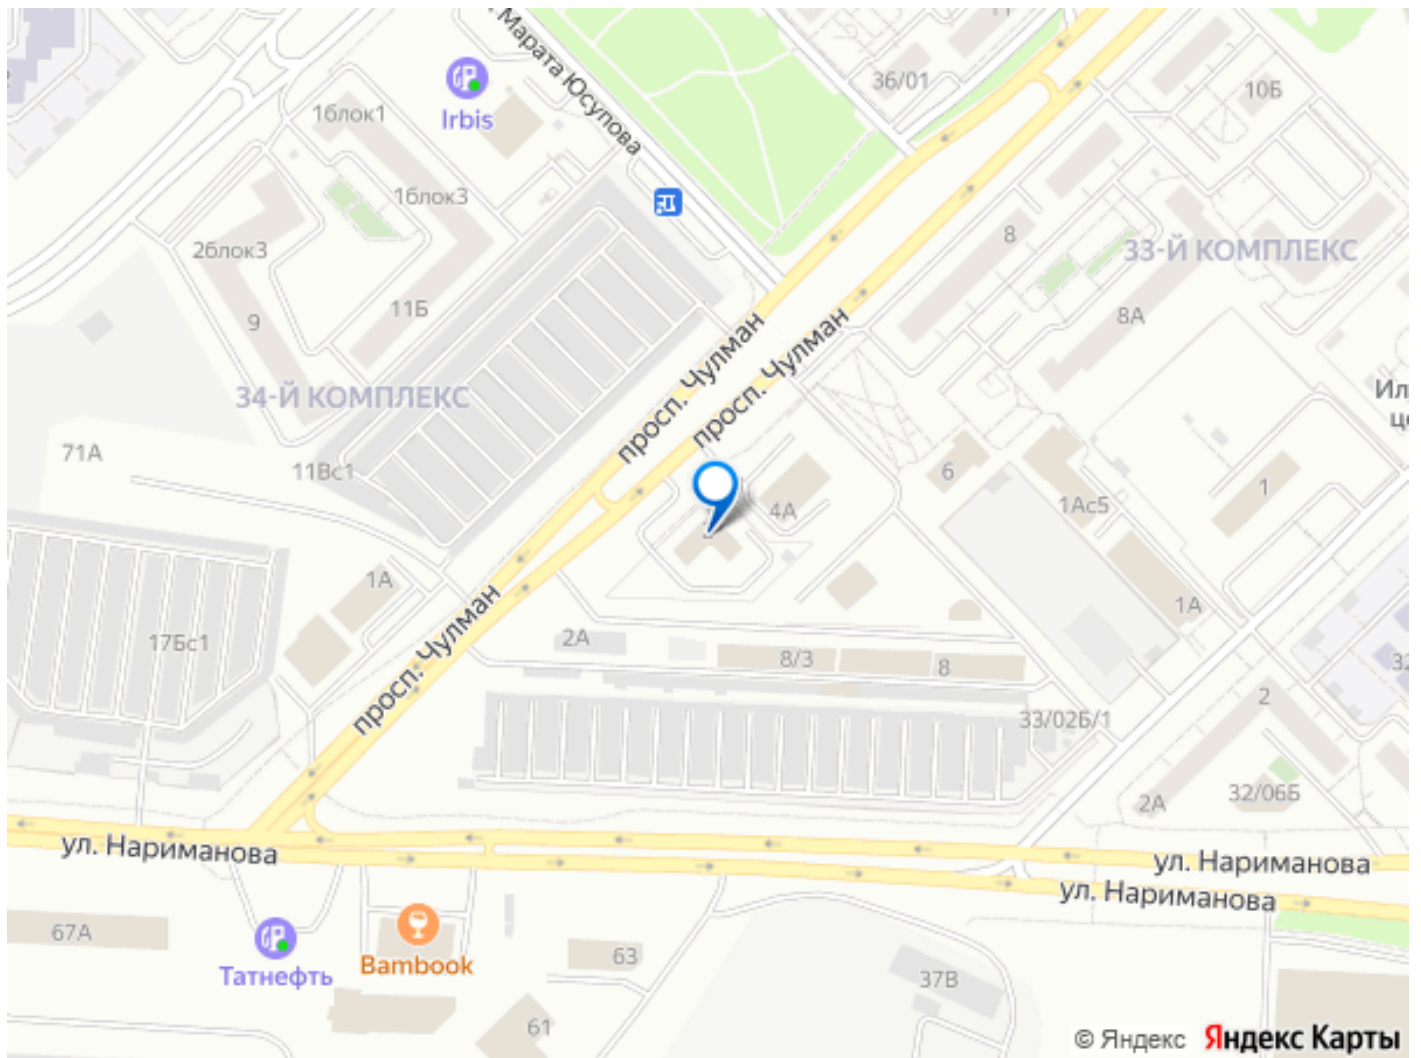 Марата Юсупова
Irbis
36/01
11
10Б
1блок1
1блок3
2блок3
9
11Б
8
33-Й КОМПЛЕКС
8А
34-Й КОМПЛЕКС
просп. Чулман
просп. Чулман
71А
11Вс1
6
1Ас5
1
4А
1А
1А
17Бс1
просп. Чулман
2А
8/3
8
33/02Б/1
2
2А
32/06Б
ул. Нариманова
ул. Нариманова
ул. Нариманова
67А
Татнефть
Bambook
63
37В
61
© Яндекс Яндекс Карты